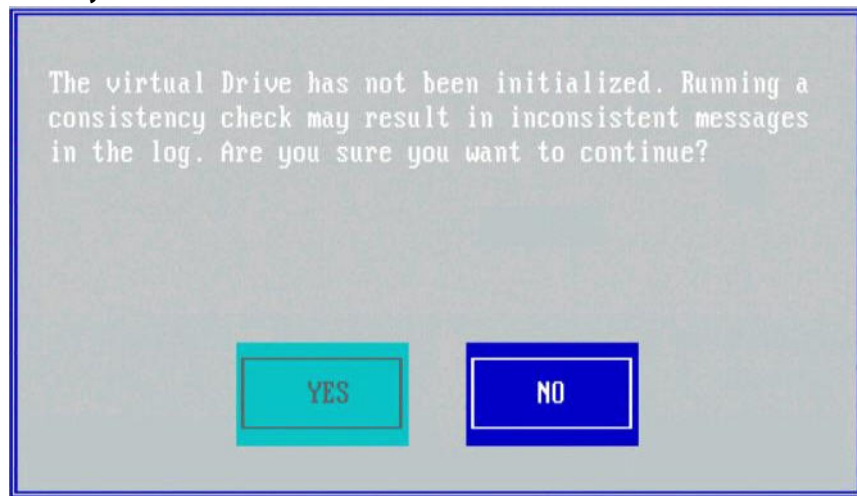 The virtual Drive has not been initialized. Running a
consistency check may result in inconsistent messages
in the log. Are you sure you want to continue?
YES
NO